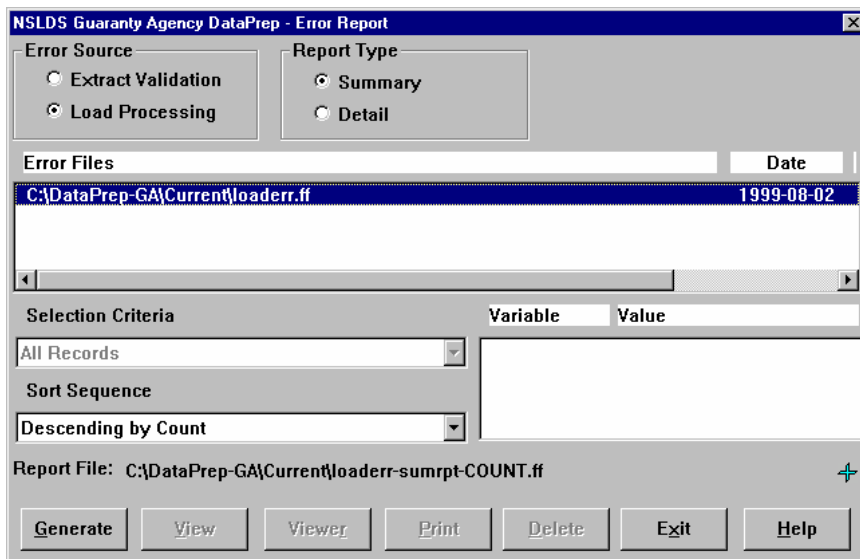 NSLDS Guaranty Agency DataPrep - Error Report
Error Source Report Type
Extract Validation Summary
Load Processing Detail
Error Files Date
C:\DataPrep-GA\Current\loaderr.ff 1999-08-02
Selection Criteria Variable Value
All Records
Sort Sequence
Descending by Count
Report File: C:\DataPrep-GA\Current\loaderr-sumrpt-COUNT.ff
Generate View Viewer Print Delete Exit Help